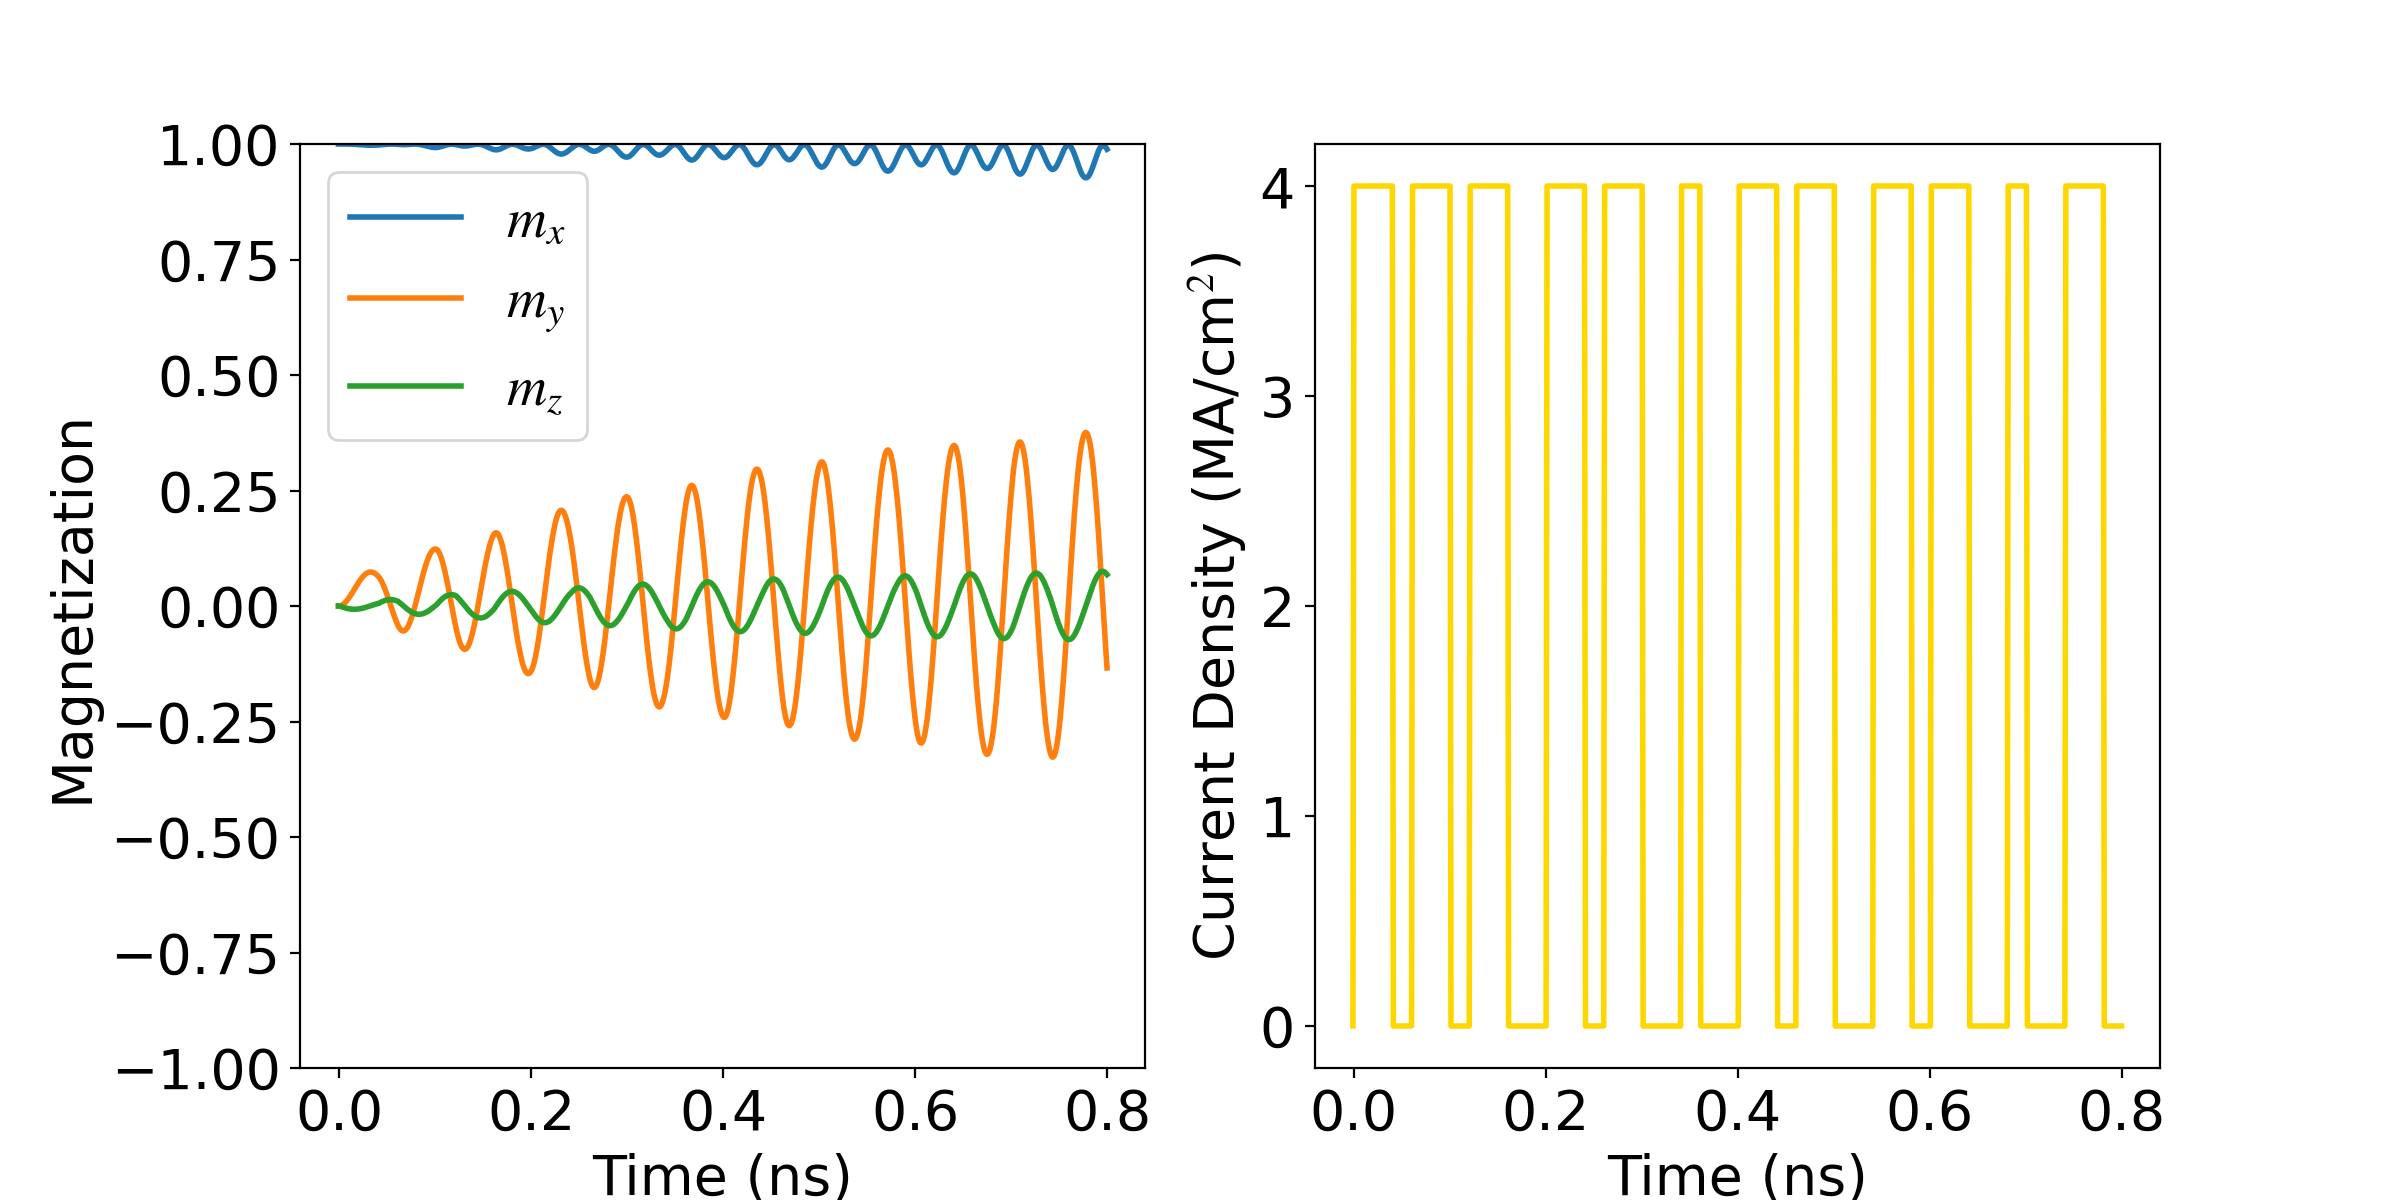 Magnetization
1.00
0.75
0.50
0.25
0.00
−0.25
−0.50
−0.75
−1.00
0.0 0.2 0.4 0.6 0.8
Time (ns)
m_x
m_y
m_z
Current Density (MA/cm²)
4
3
2
1
0
0.0 0.2 0.4 0.6 0.8
Time (ns)